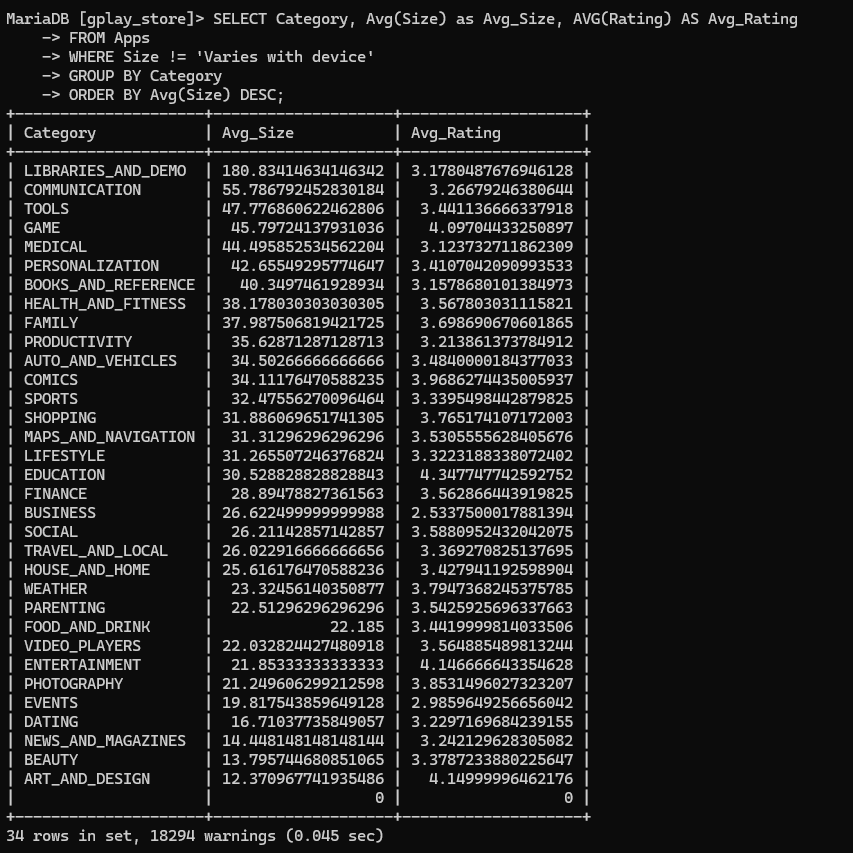 MariaDB [gplay_store]> SELECT Category, Avg(Size) as Avg_Size, AVG(Rating) AS Avg_Rating
    -> FROM Apps
    -> WHERE Size != 'Varies with device'
    -> GROUP BY Category
    -> ORDER BY Avg(Size) DESC;
+---------------------+--------------------+--------------------+
| Category            | Avg_Size           | Avg_Rating         |
+---------------------+--------------------+--------------------+
| LIBRARIES_AND_DEMO  | 180.83414634146342 | 3.1780487676946128 |
| COMMUNICATION       | 55.786792452830184 |   3.26679246380644 |
| TOOLS               | 47.776860622462806 |  3.441136666337918 |
| GAME                |  45.79724137931036 |   4.09704433250897 |
| MEDICAL             | 44.495852534562204 |  3.123732711862309 |
| PERSONALIZATION     |  42.65549295774647 | 3.4107042090993533 |
| BOOKS_AND_REFERENCE |   40.3497461928934 | 3.1578680101384973 |
| HEALTH_AND_FITNESS  | 38.178030303030305 |  3.567803031115821 |
| FAMILY              | 37.987506819421725 |  3.698690670601865 |
| PRODUCTIVITY        |  35.62871287128713 |  3.213861373784912 |
| AUTO_AND_VEHICLES   |  34.50266666666666 | 3.4840000184377033 |
| COMICS              |  34.11176470588235 | 3.9686274435005937 |
| SPORTS              |  32.47556270096464 | 3.3395498442879825 |
| SHOPPING            | 31.886069651741305 |  3.765174107172003 |
| MAPS_AND_NAVIGATION |  31.31296296296296 | 3.5305555628405676 |
| LIFESTYLE           | 31.265507246376824 | 3.3223188338072402 |
| EDUCATION           | 30.528828828828843 |  4.347747742592752 |
| FINANCE             |  28.89478827361563 |  3.562866443919825 |
| BUSINESS            | 26.622499999999988 | 2.5337500017881394 |
| SOCIAL              |  26.21142857142857 | 3.5880952432042075 |
| TRAVEL_AND_LOCAL    | 26.022916666666656 |  3.369270825137695 |
| HOUSE_AND_HOME      | 25.616176470588236 |  3.427941192598904 |
| WEATHER             |  23.32456140350877 | 3.7947368245375785 |
| PARENTING           |  22.51296296296296 | 3.5425925696337663 |
| FOOD_AND_DRINK      |             22.185 | 3.4419999814033506 |
| VIDEO_PLAYERS       | 22.032824427480918 |  3.564885489813244 |
| ENTERTAINMENT       |  21.85333333333333 |  4.146666643354628 |
| PHOTOGRAPHY         | 21.249606299212598 | 3.8531496027323207 |
| EVENTS              | 19.817543859649128 | 2.9859649256656042 |
| DATING              |  16.71037735849057 | 3.2297169684239155 |
| NEWS_AND_MAGAZINES  | 14.448148148148144 |  3.242129628305082 |
| BEAUTY              | 13.795744680851065 | 3.3787233880225647 |
| ART_AND_DESIGN      | 12.370967741935486 |   4.14999996462176 |
|                     |                  0 |                  0 |
+---------------------+--------------------+--------------------+
34 rows in set, 18294 warnings (0.045 sec)